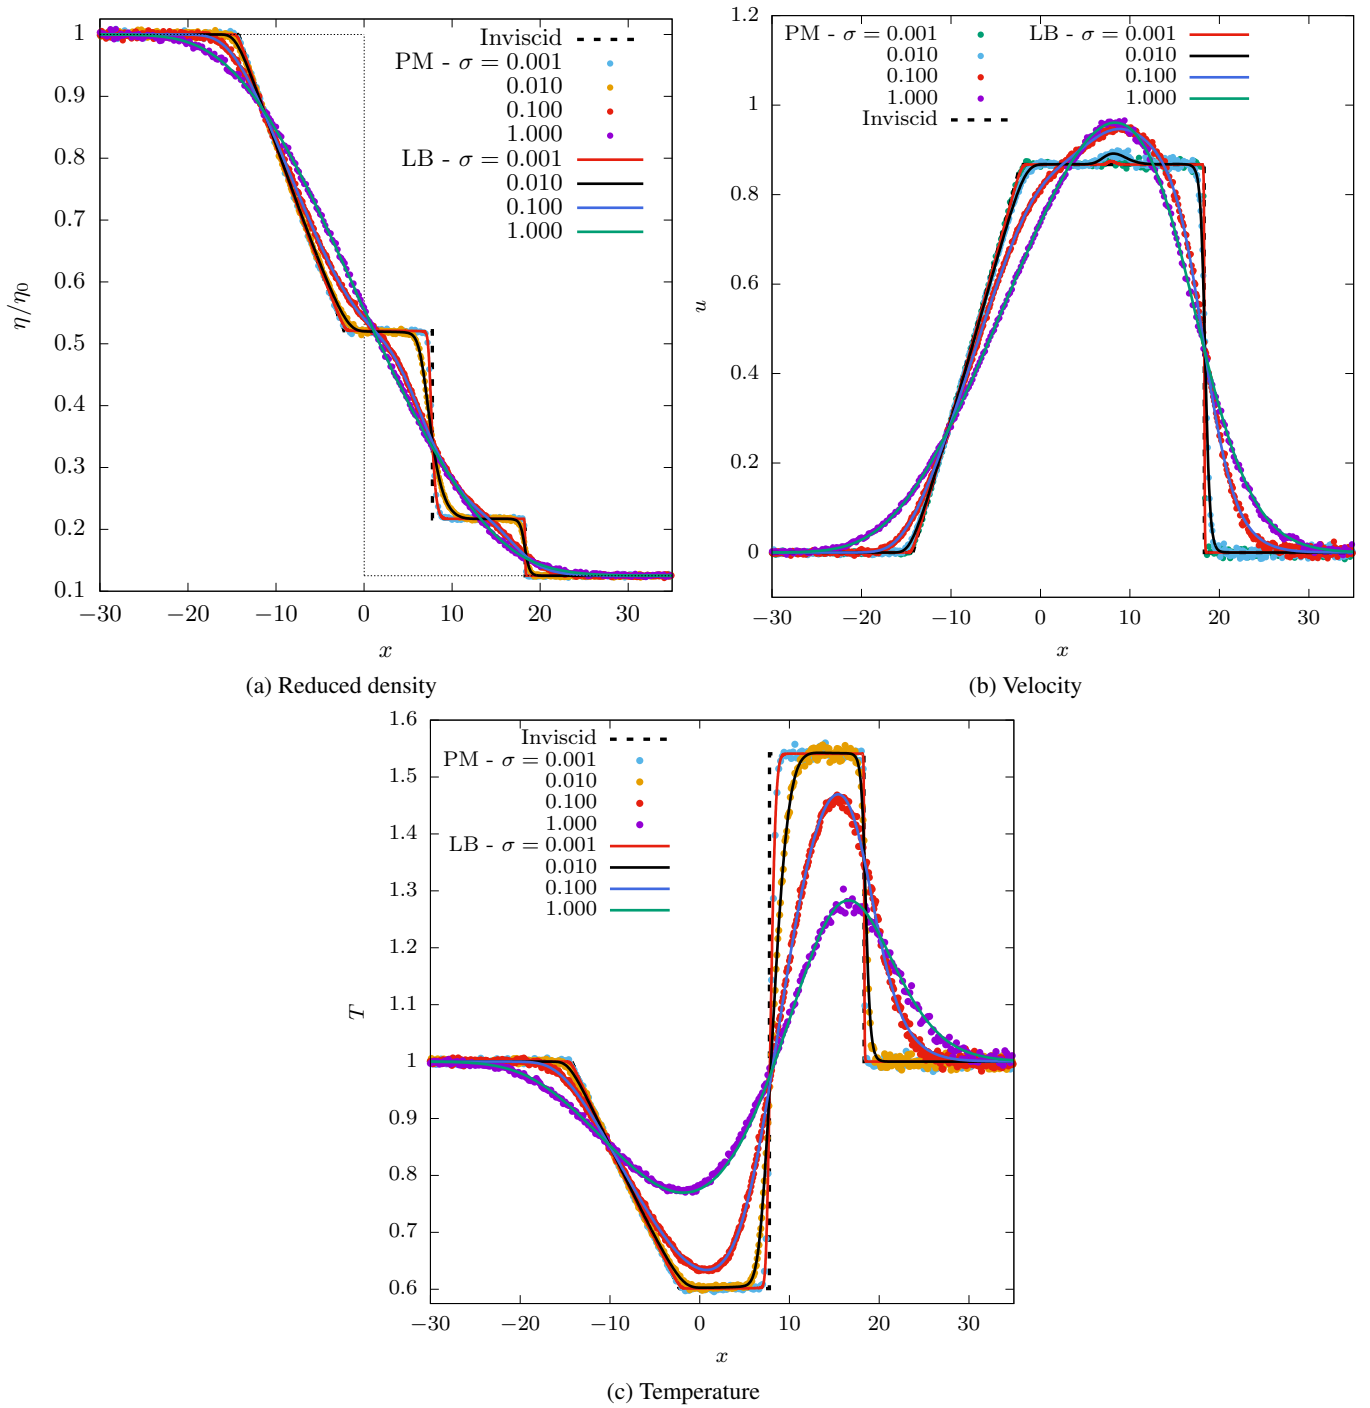 Inviscid
PM - σ = 0.001
0.010
0.100
1.000
LB - σ = 0.001
0.010
0.100
1.000
1
0.9
0.8
0.7
0.6
0.5
0.4
0.3
0.2
0.1
η/η0
−30 −20 −10 0 10 20 30
x
(a) Reduced density
PM - σ = 0.001 LB - σ = 0.001
0.010 0.010
0.100 0.100
1.000 1.000
Inviscid
1.2
1
0.8
0.6
0.4
0.2
0
u
−30 −20 −10 0 10 20 30
x
(b) Velocity
Inviscid
PM - σ = 0.001
0.010
0.100
1.000
LB - σ = 0.001
0.010
0.100
1.000
1.6
1.5
1.4
1.3
1.2
1.1
1
0.9
0.8
0.7
0.6
T
−30 −20 −10 0 10 20 30
x
(c) Temperature